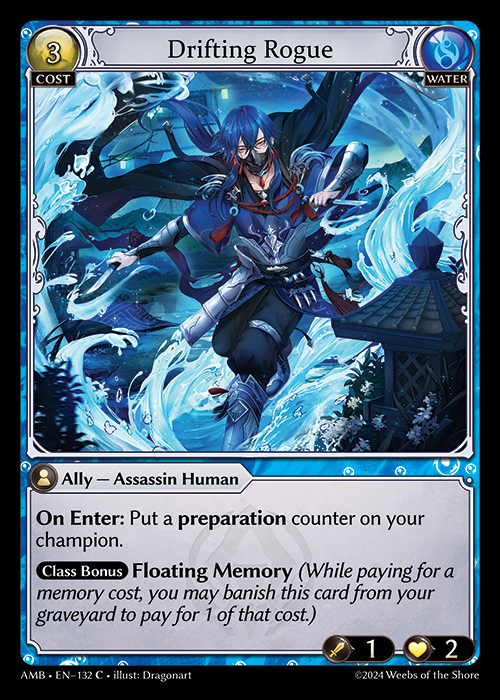 3
Drifting Rogue
COST
WATER
Ally — Assassin Human
On Enter: Put a preparation counter on your
champion.
Class Bonus Floating Memory (While paying for a
memory cost, you may banish this card from your
graveyard to pay for 1 of that cost.)
1
2
AMB • EN–132 C • illust: Dragonart
©2024 Weebs of the Shore